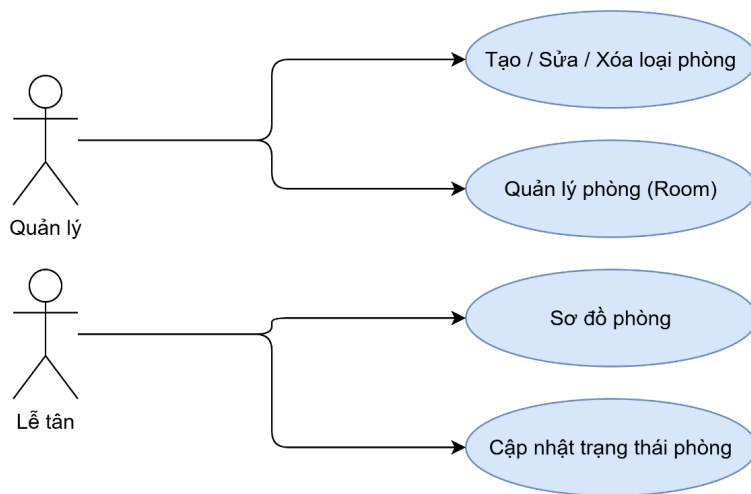 Tạo / Sửa / Xóa loại phòng
Quản lý phòng (Room)
Quản lý
Sơ đồ phòng
Lễ tân
Cập nhật trạng thái phòng